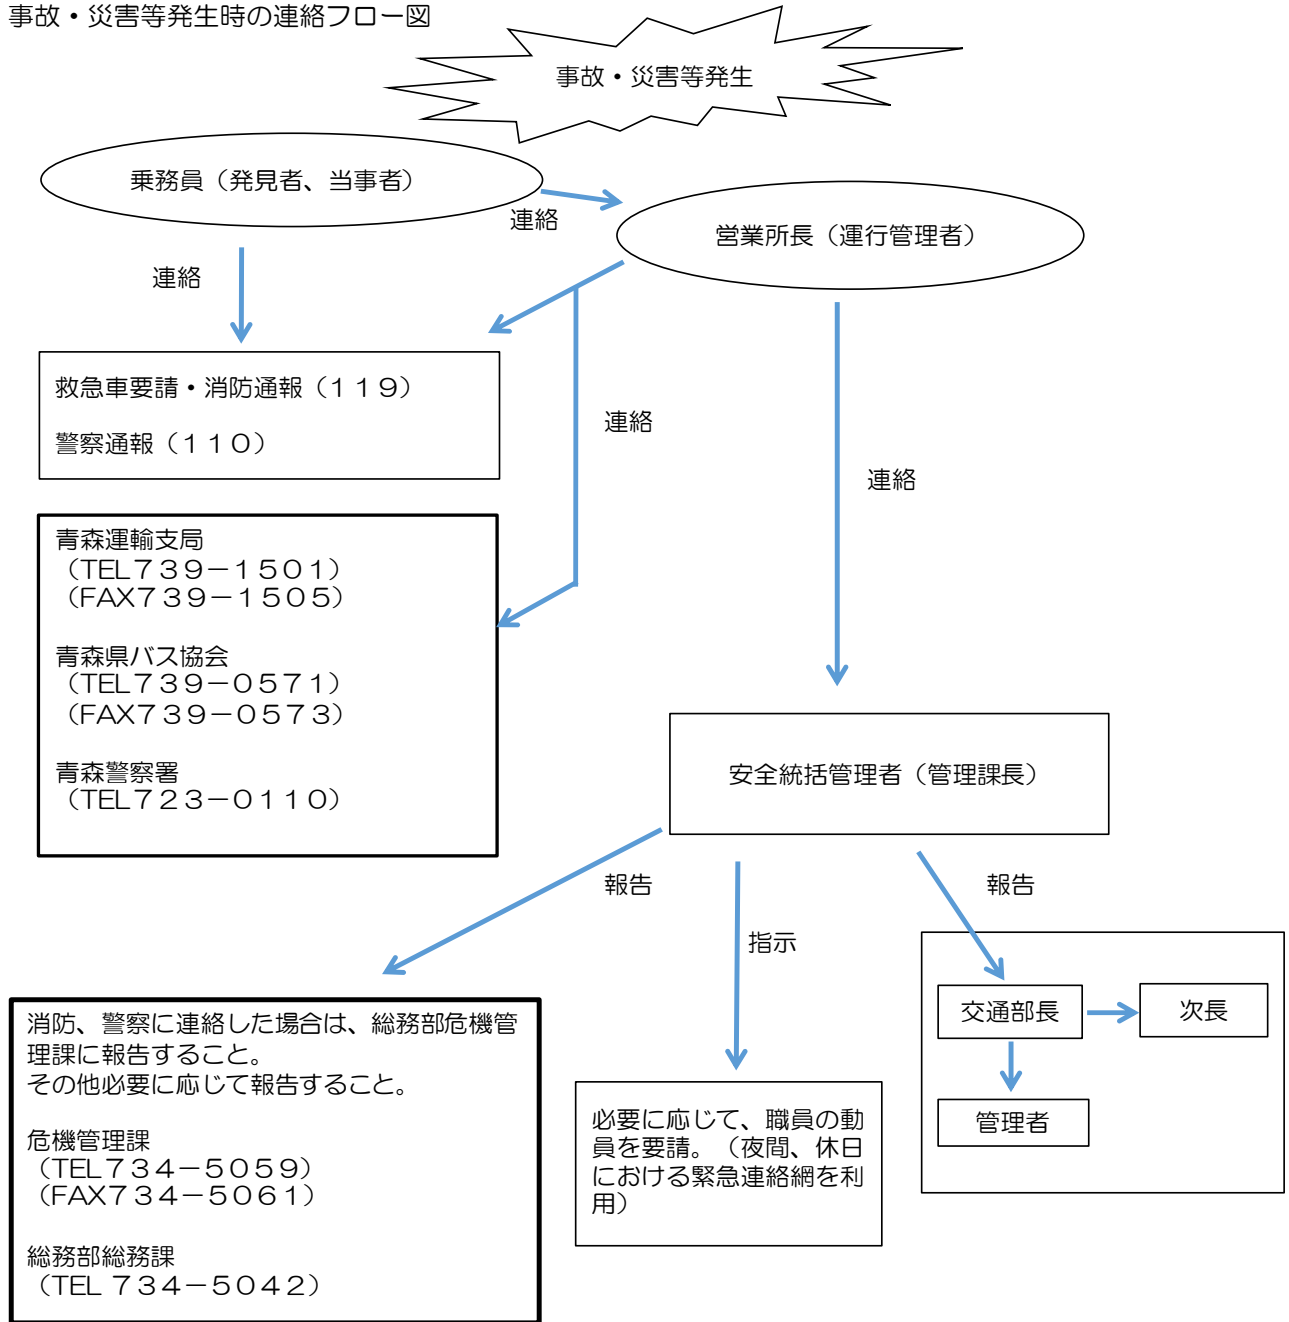 事故・災害等発生時の連絡フロー図
事故・災害等発生
乗務員（発見者、当事者）
連絡
営業所長（運行管理者）
連絡
救急車要請・消防通報（１１９）
警察通報（１１０）
連絡
連絡
青森運輸支局
（TEL７３９－１５０１）
（FAX７３９－１５０５）
青森県バス協会
（TEL７３９－０５７１）
（FAX７３９－０５７３）
青森警察署
（TEL７２３－０１１０）
安全統括管理者（管理課長）
報告
指示
報告
消防、警察に連絡した場合は、総務部危機管
理課に報告すること。
その他必要に応じて報告すること。
危機管理課
（TEL７３４－５０５９）
（FAX７３４－５０６１）
総務部総務課
（TEL ７３４－５０４２）
必要に応じて、職員の動
員を要請。（夜間、休日
における緊急連絡網を利
用）
交通部長
次長
管理者